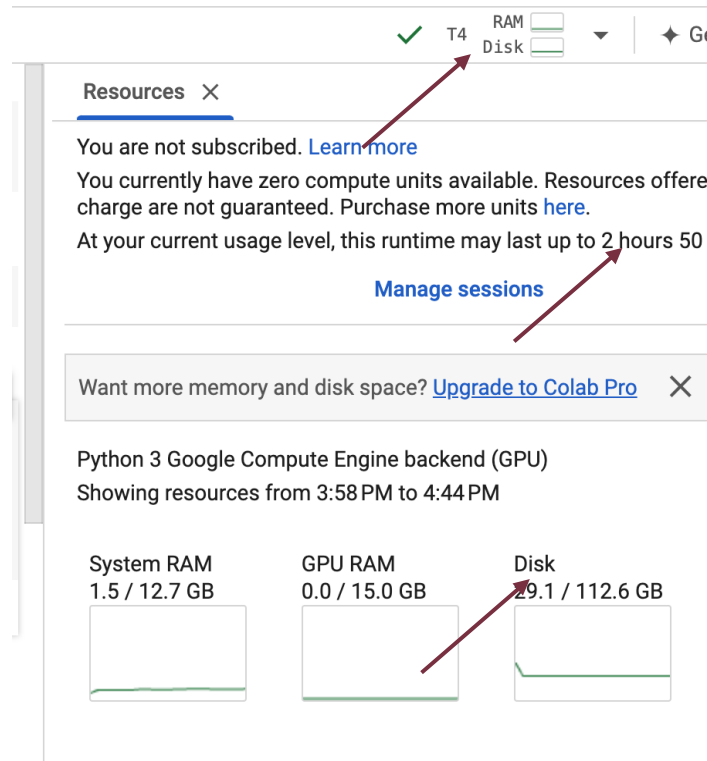 T4 RAM
Disk
Resources
You are not subscribed. Learn more
You currently have zero compute units available. Resources offere
charge are not guaranteed. Purchase more units here.
At your current usage level, this runtime may last up to 2 hours 50
Manage sessions
Want more memory and disk space? Upgrade to Colab Pro
Python 3 Google Compute Engine backend (GPU)
Showing resources from 3:58 PM to 4:44 PM
System RAM GPU RAM Disk
1.5 / 12.7 GB 0.0 / 15.0 GB 29.1 / 112.6 GB